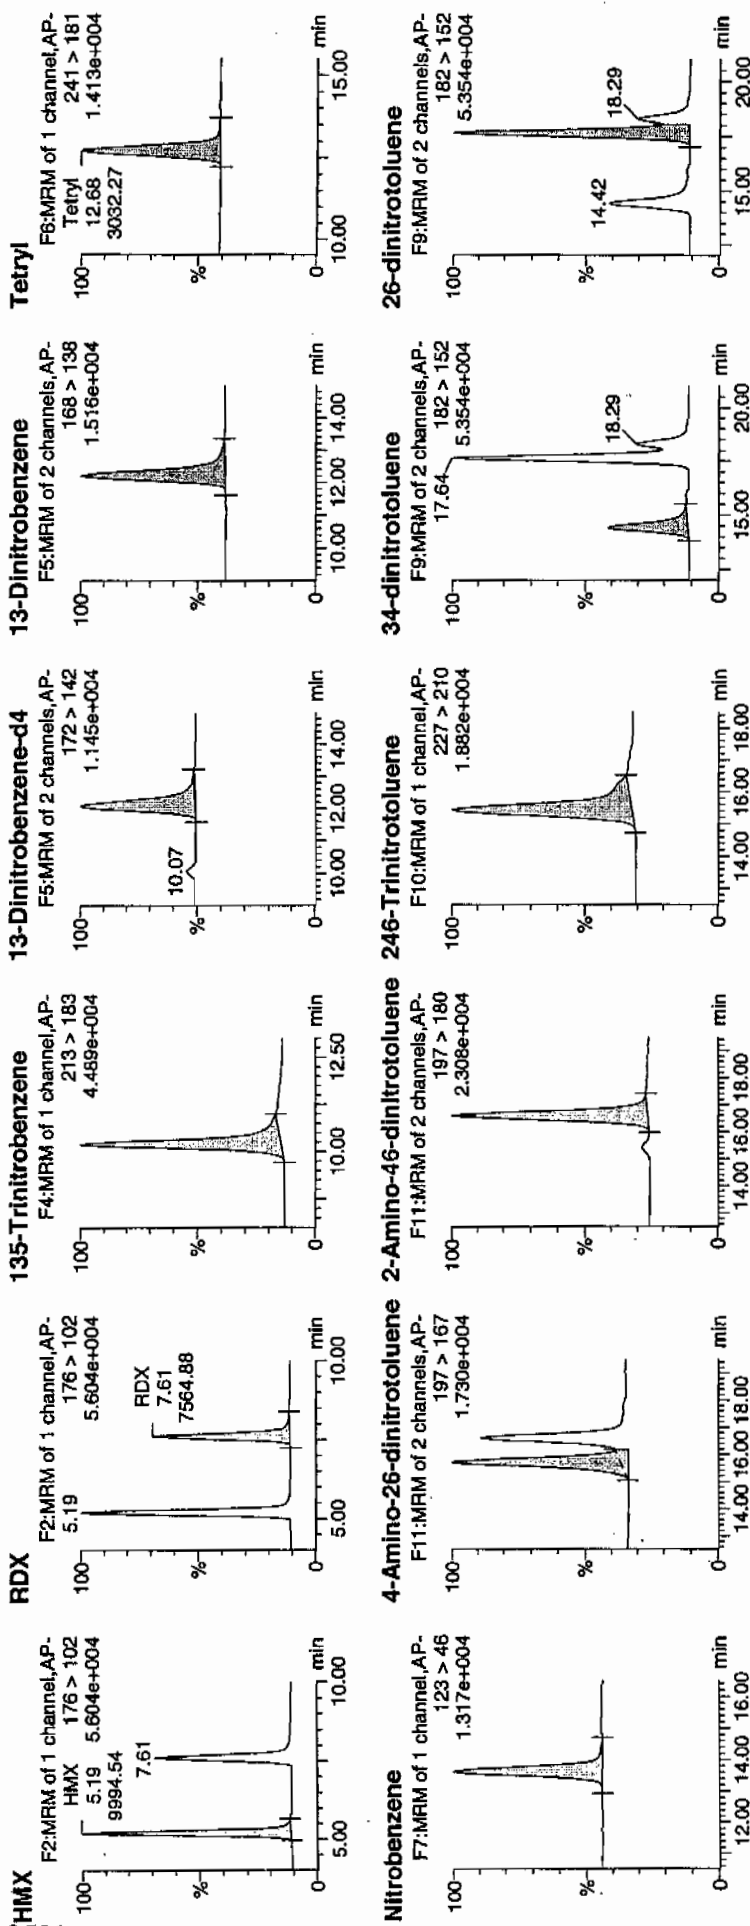 HMX
F2:MRM of 1 channel,AP-
HMX 176 > 102
5.19 5.604e+004
9994.54
7.61
100
%
0
5.00 10.00
min
RDX
F2:MRM of 1 channel,AP-
5.19 176 > 102
5.604e+004
RDX
7.61
7564.88
100
%
0
5.00 10.00
min
135-Trinitrobenzene
F4:MRM of 1 channel,AP-
213 > 183
4.489e+004
100
%
0
10.00 12.50
min
13-Dinitrobenzene-d4
F5:MRM of 2 channels,AP-
172 > 142
1.145e+004
10.07
100
%
0
10.00 12.00 14.00
min
13-Dinitrobenzene
F5:MRM of 2 channels,AP-
168 > 138
1.516e+004
100
%
0
10.00 12.00 14.00
min
Tetryl
F6:MRM of 1 channel,AP-
Tetryl 241 > 181
12.68 1.413e+004
3032.27
100
%
0
10.00 15.00
min
Nitrobenzene
F7:MRM of 1 channel,AP-
123 > 46
1.317e+004
100
%
0
12.00 14.00 16.00
min
4-Amino-26-dinitrotoluene
F11:MRM of 2 channels,AP-
197 > 167
1.730e+004
100
%
0
14.00 16.00 18.00
min
2-Amino-46-dinitrotoluene
F11:MRM of 2 channels,AP-
197 > 180
2.308e+004
100
%
0
14.00 16.00 18.00
min
246-Trinitrotoluene
F10:MRM of 1 channel,AP-
227 > 210
1.882e+004
100
%
0
14.00 16.00 18.00
min
34-dinitrotoluene
F9:MRM of 2 channels,AP-
17.64 182 > 152
5.354e+004
18.29
100
%
0
15.00 20.00
min
26-dinitrotoluene
F9:MRM of 2 channels,AP-
182 > 152
5.354e+004
18.29
14.42
100
%
0
15.00 20.00
min